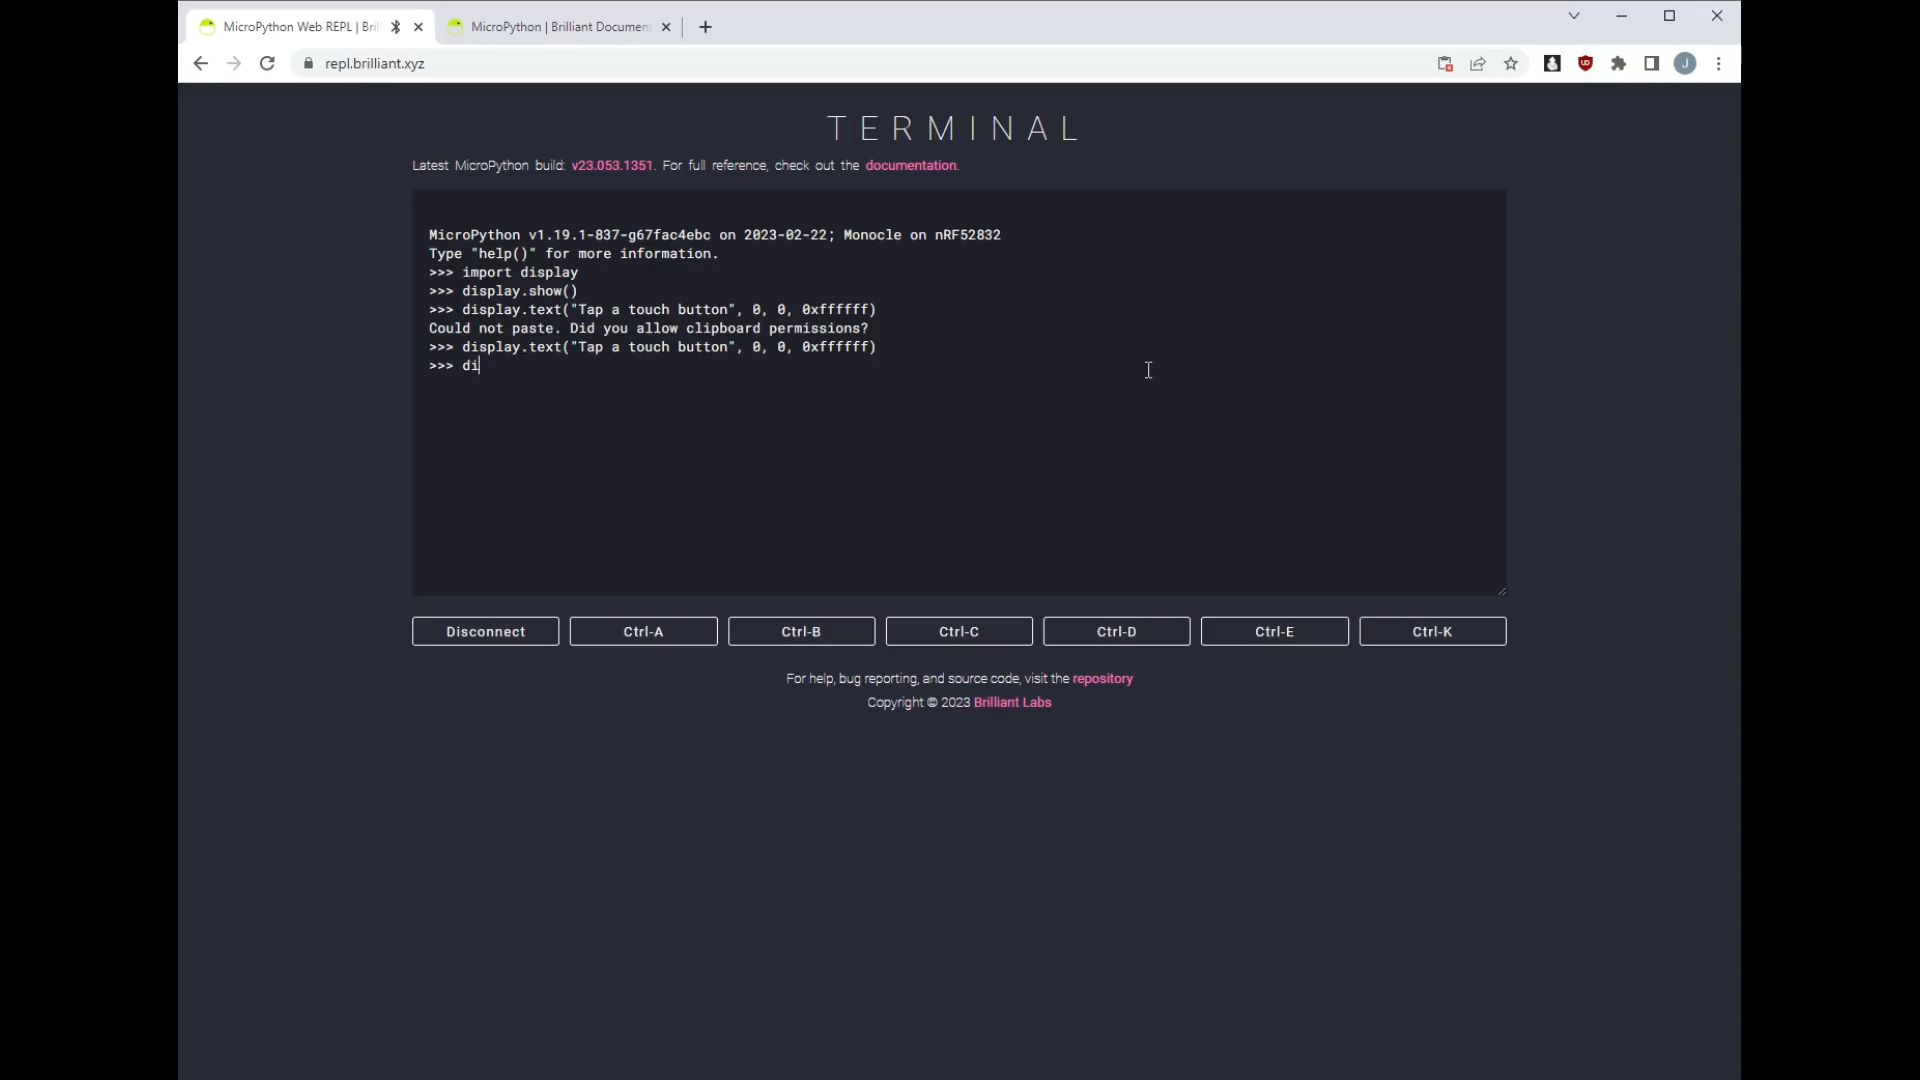 MicroPython Web REPL | Bril
MicroPython | Brilliant Document
repl.brilliant.xyz
J
TERMINAL
Latest MicroPython build: v23.053.1351. For full reference, check out the documentation.
MicroPython v1.19.1-837-g67fac4ebc on 2023-02-22; Monocle on nRF52832
Type "help()" for more information.
>>> import display
>>> display.show()
>>> display.text("Tap a touch button", 0, 0, 0xffffff)
Could not paste. Did you allow clipboard permissions?
>>> display.text("Tap a touch button", 0, 0, 0xffffff)
>>> di
Disconnect
Ctrl-A
Ctrl-B
Ctrl-C
Ctrl-D
Ctrl-E
Ctrl-K
For help, bug reporting, and source code, visit the repository
Copyright © 2023 Brilliant Labs